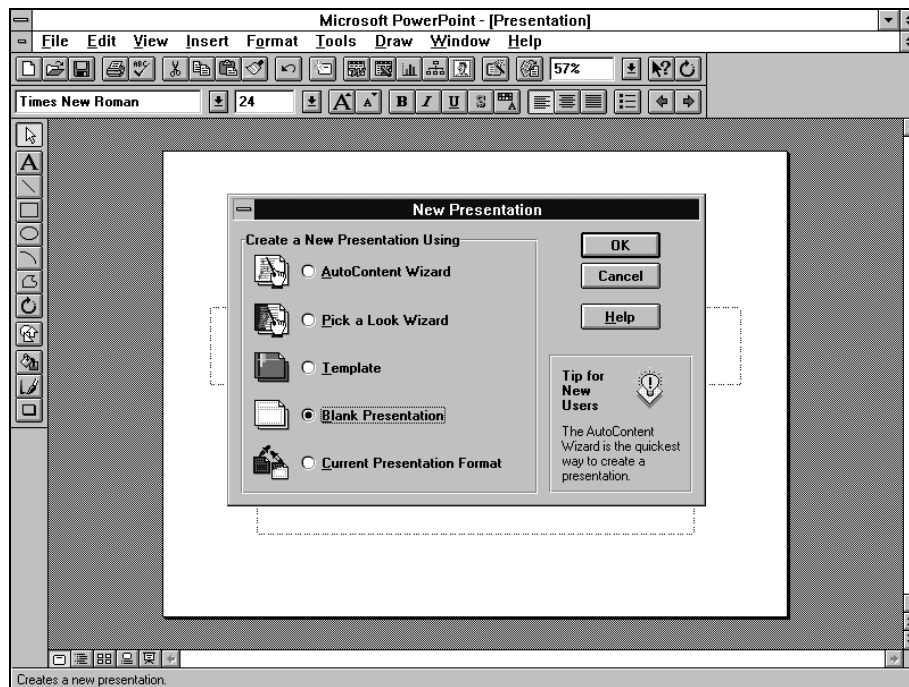 Microsoft PowerPoint - [Presentation]
File Edit View Insert Format Tools Draw Window Help
ABC
57%
?
Times New Roman 24 A A B I U S A
A
New Presentation
Create a New Presentation Using
AutoContent Wizard
Pick a Look Wizard
Template
Blank Presentation
Current Presentation Format
OK
Cancel
Help
Tip for
New
Users
The AutoContent
Wizard is the quickest
way to create a
presentation.
Creates a new presentation.